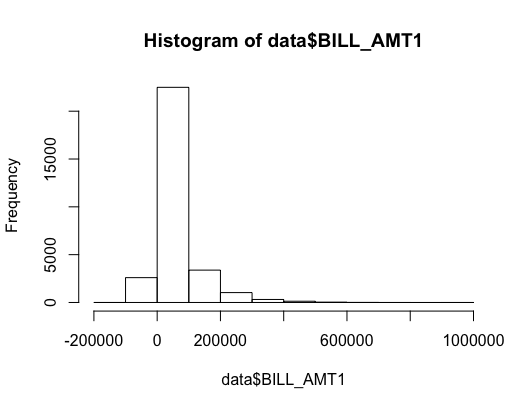 Histogram of data$BILL_AMT1
Frequency
15000
5000
0
-200000 0 200000 600000 1000000
data$BILL_AMT1